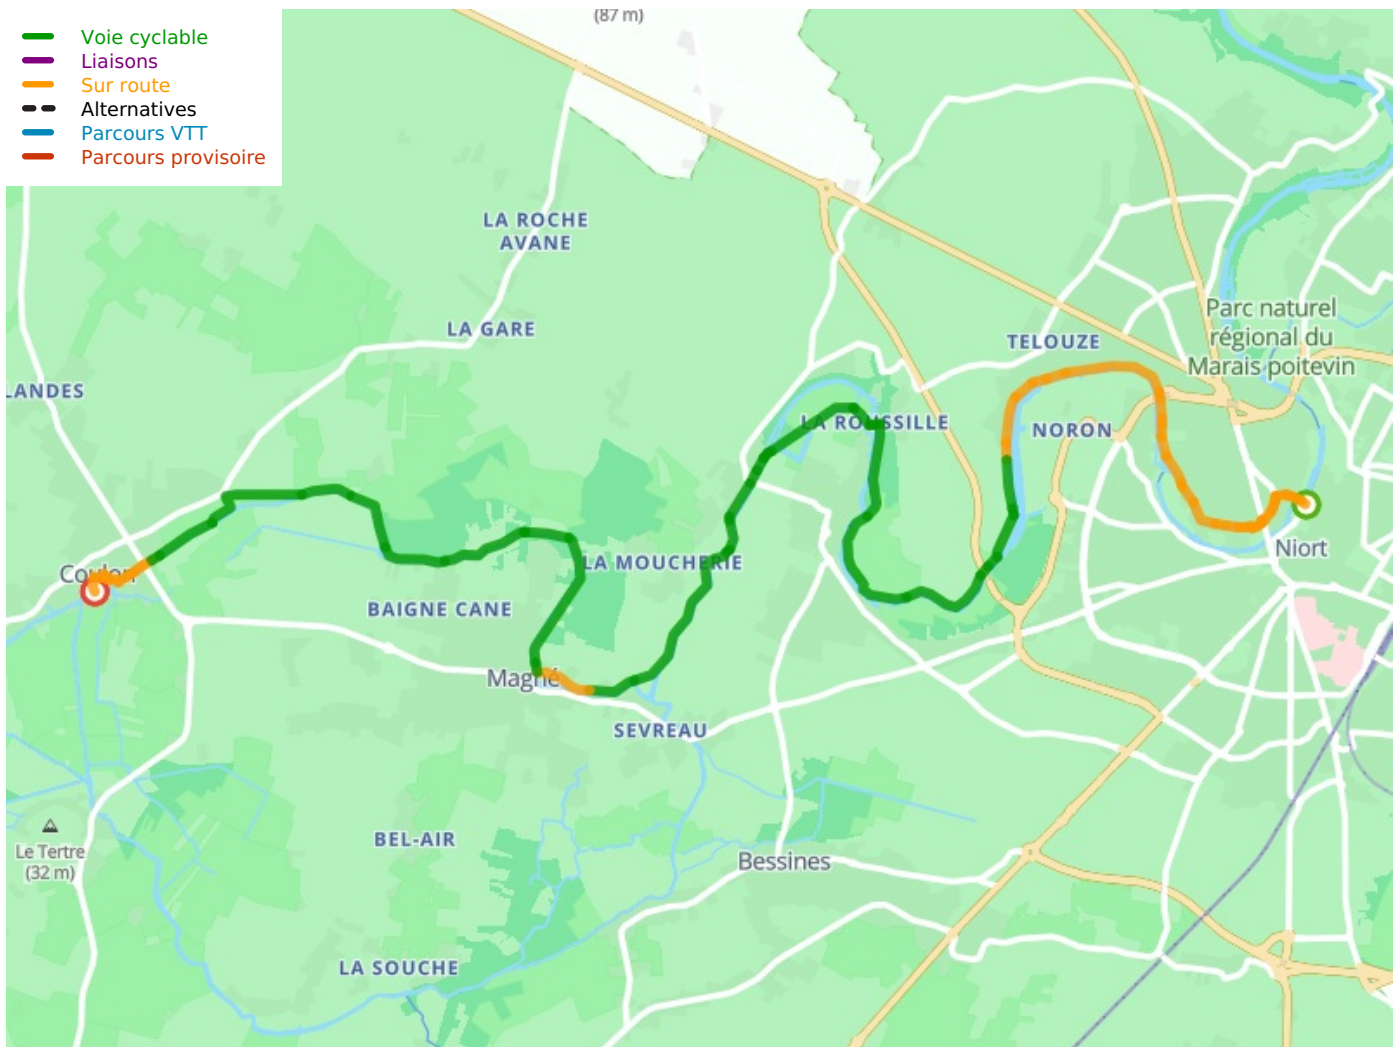 (87 m)
Voie cyclable
Liaisons
Sur route
Alternatives
Parcours VTT
Parcours provisoire
LA ROCHE
AVANE
LA GARE
Parc naturel
régional du
Marais poitevin
TELOUZE
LANDES
LA ROUSSILLE
NORON
Niort
Coulon
LA MOUCHERIE
BAIGNE CANE
Magné
SEVREAU
BEL-AIR
Le Tertre
(32 m)
Bessines
LA SOUCHE